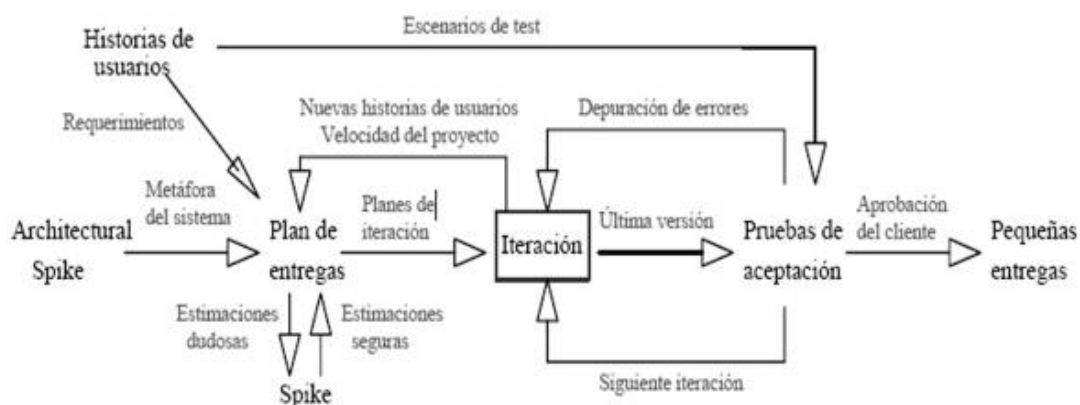 Escenarios de test
Historias de
usuarios
Requerimientos
Nuevas historias de usuarios
Velocidad del proyecto
Depuración de errores
Metáfora
del sistema
Planes de
iteración
Última versión
Aprobación
del cliente
Architectural
Spike
Plan de
entregas
Iteración
Pruebas de
aceptación
Pequeñas
entregas
Estimaciones
dudosas
Estimaciones
seguras
Siguiente iteración
Spike